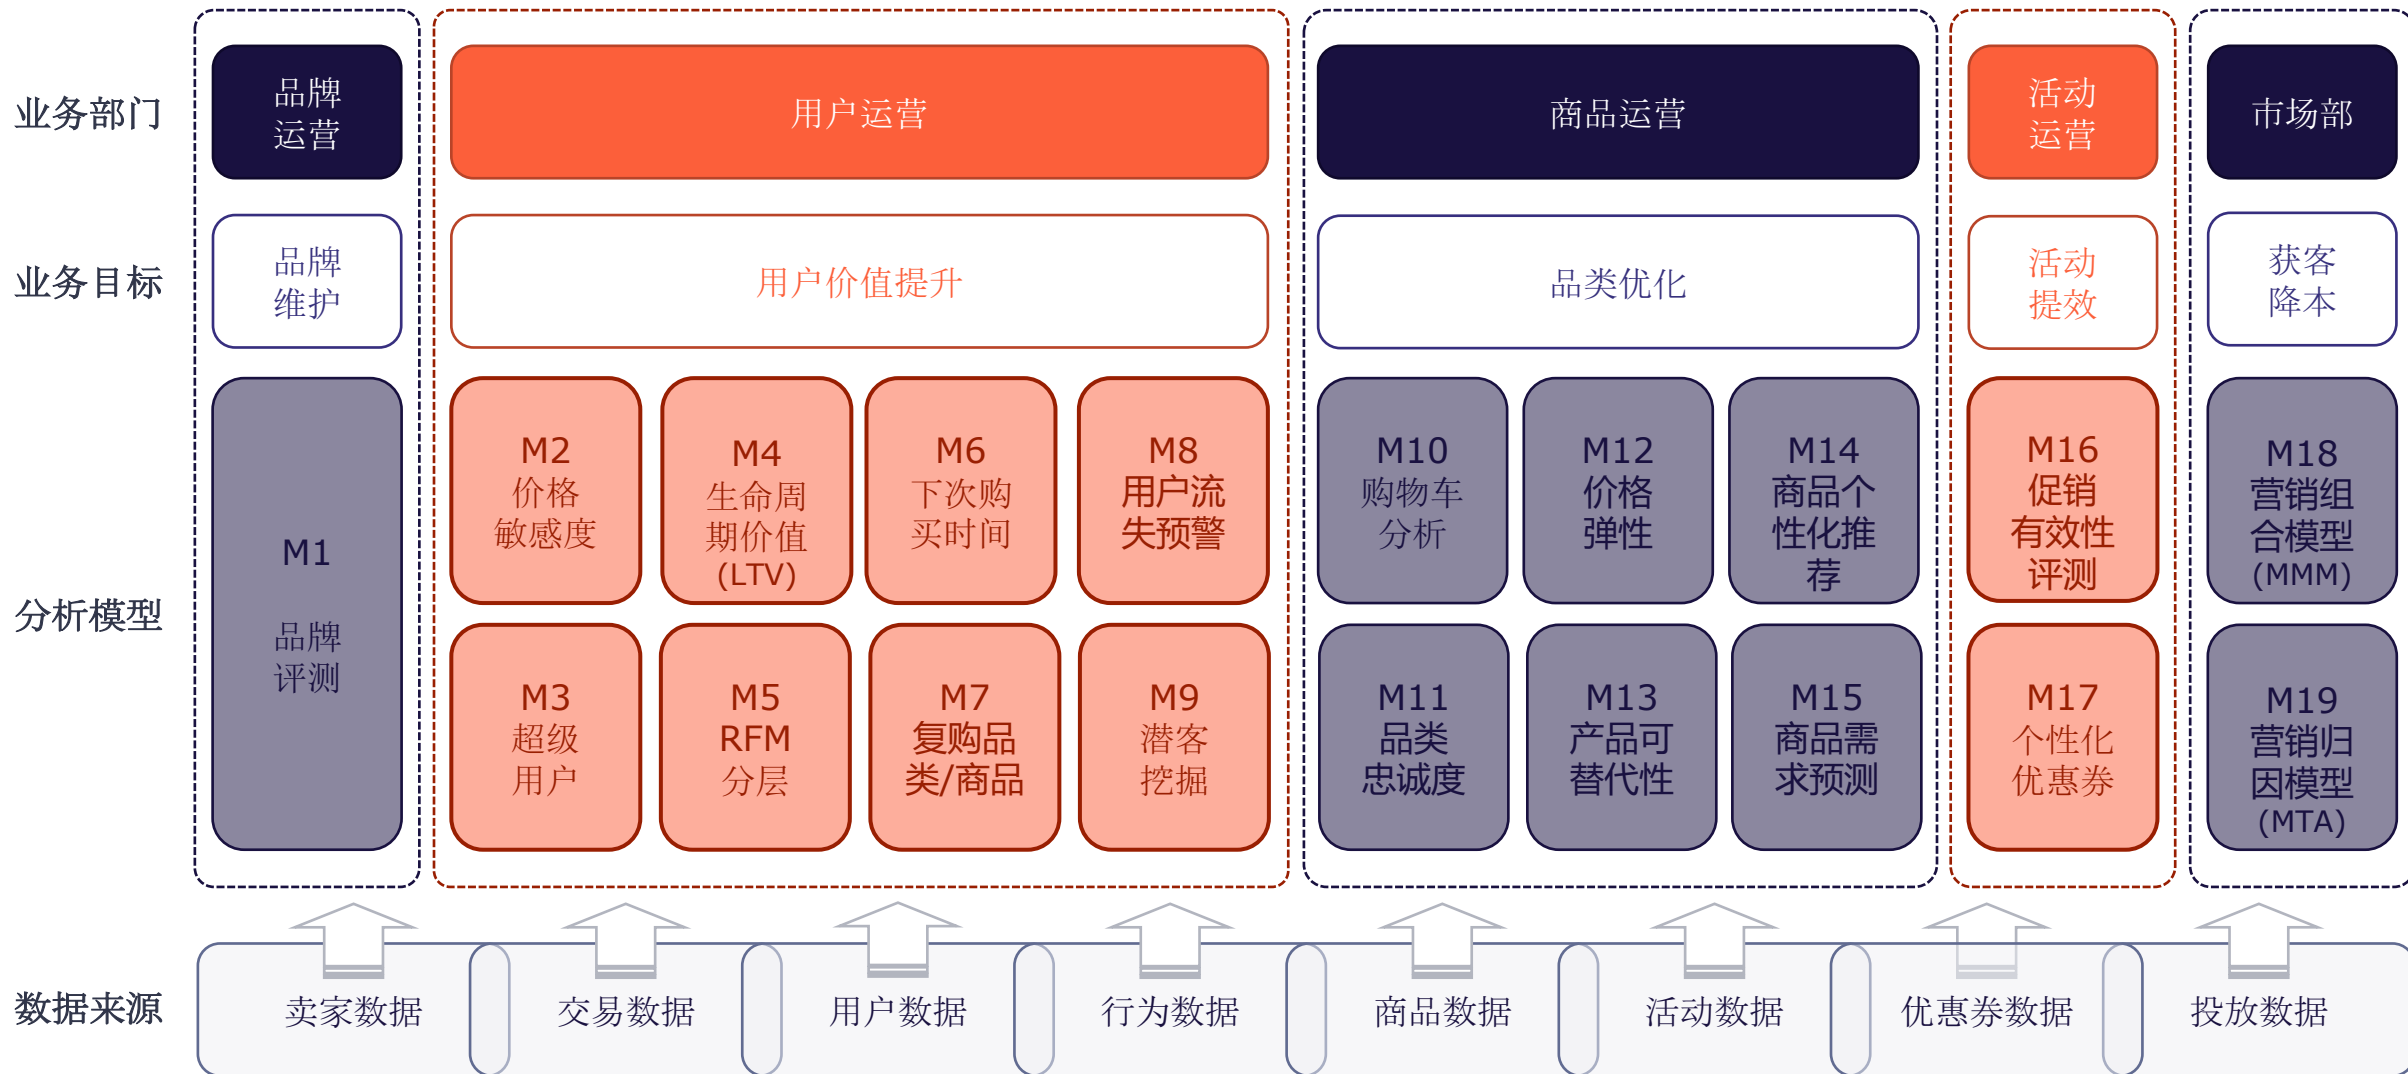 业务部门
品牌
运营
用户运营
商品运营
活动
运营
市场部
业务目标
品牌
维护
用户价值提升
品类优化
活动
提效
获客
降本
分析模型
M1
品牌
评测
M2
价格
敏感度
M4
生命周
期价值
(LTV)
M6
下次购
买时间
M8
用户流
失预警
M10
购物车
分析
M12
价格
弹性
M14
商品个
性化推
荐
M16
促销
有效性
评测
M18
营销组
合模型
(MMM)
M3
超级
用户
M5
RFM
分层
M7
复购品
类/商品
M9
潜客
挖掘
M11
品类
忠诚度
M13
产品可
替代性
M15
商品需
求预测
M17
个性化
优惠券
M19
营销归
因模型
(MTA)
数据来源
卖家数据
交易数据
用户数据
行为数据
商品数据
活动数据
优惠券数据
投放数据